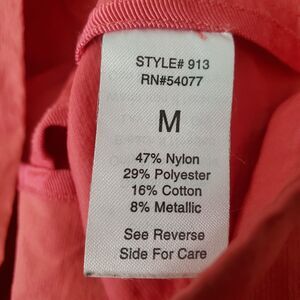 STYLE# 913
RN#54077
M
47% Nylon
29% Polyester
16% Cotton
8% Metallic
See Reverse
Side For Care